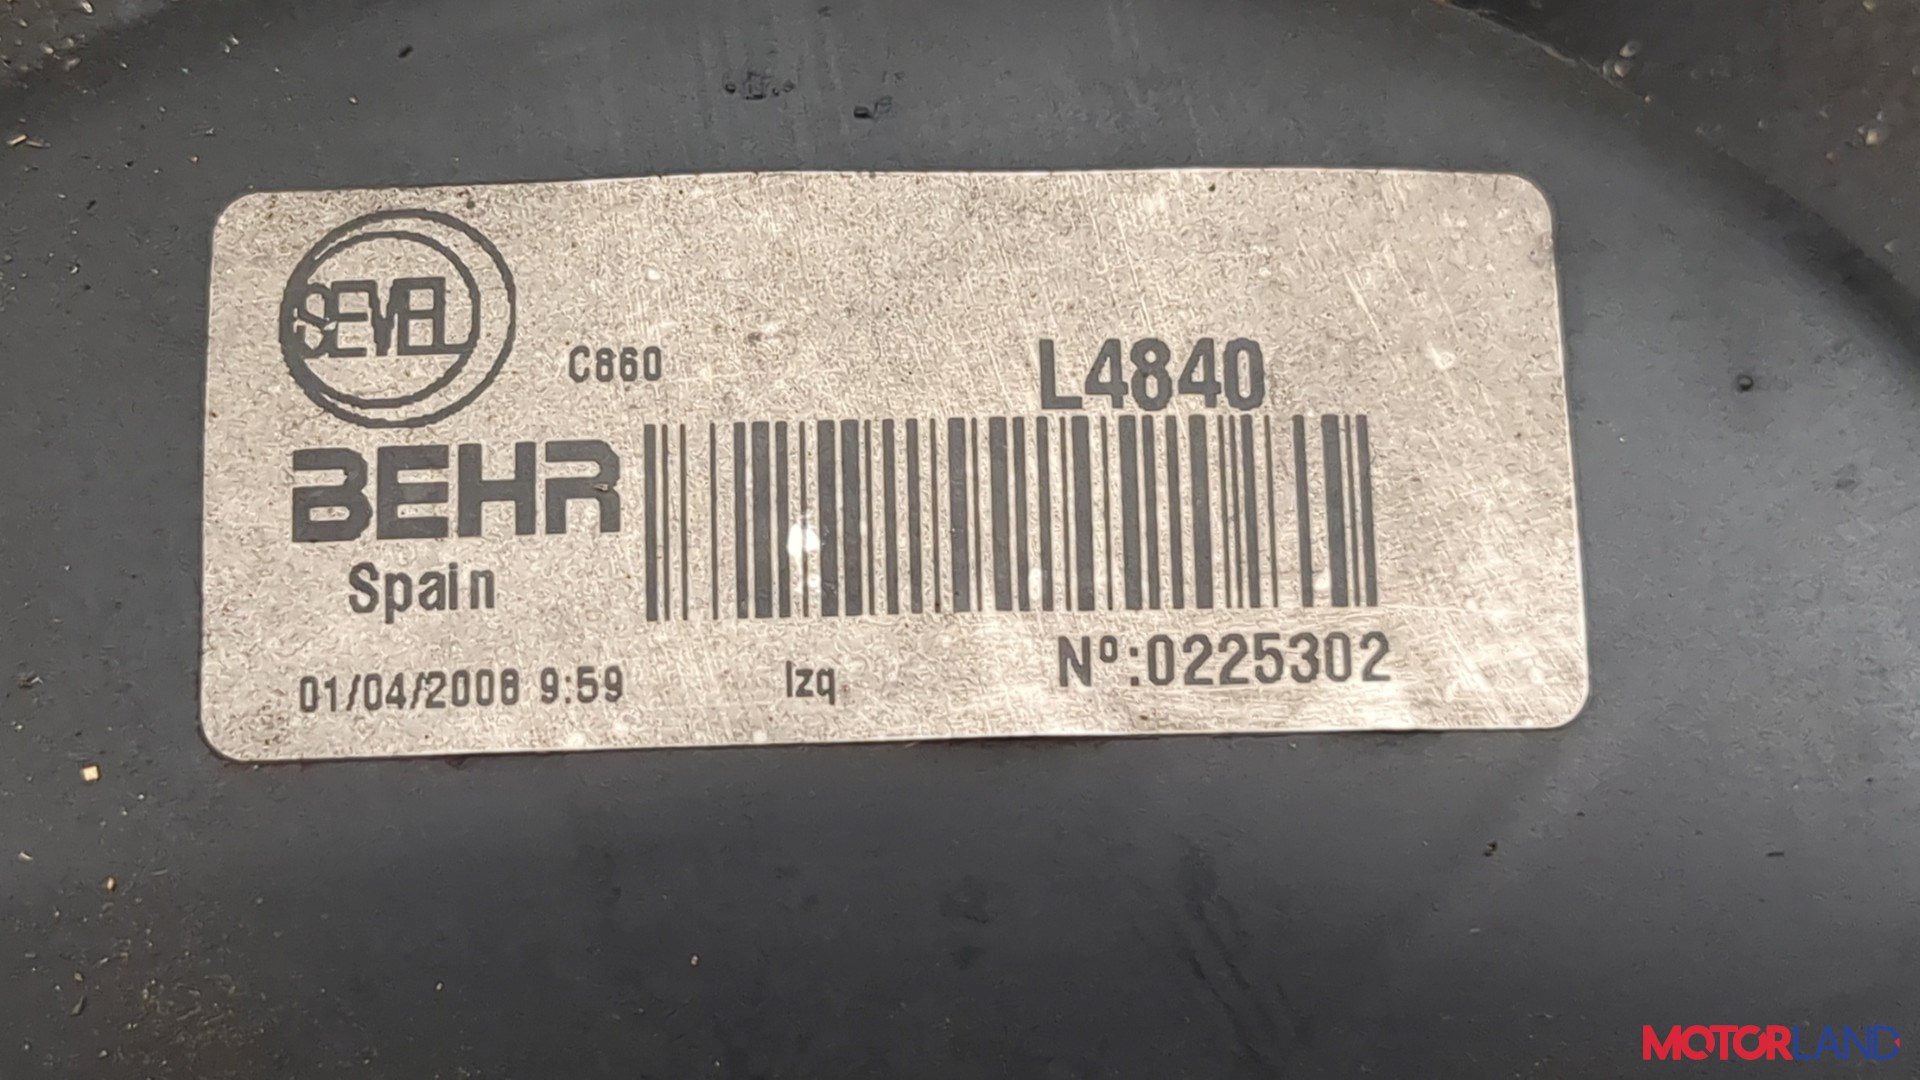 SEVEL
C860
L4840
BEHR
Spain
01/04/2008 9:59
Izq
Nº:0225302
MOTORLAND